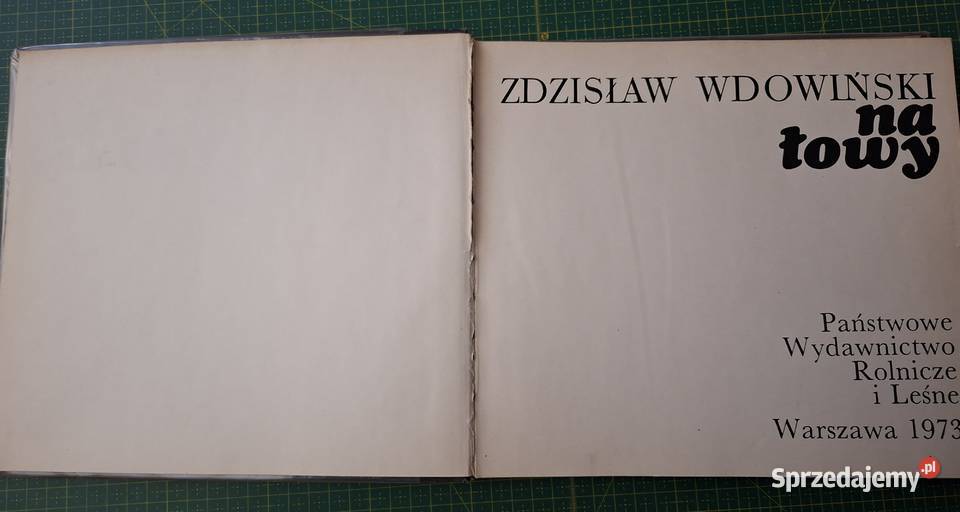 ZDZISŁAW WDOWIŃSKI
na
łowy
Państwowe
Wydawnictwo
Rolnicze
i Leśne
Warszawa 1973
Sprzedajemy.pl